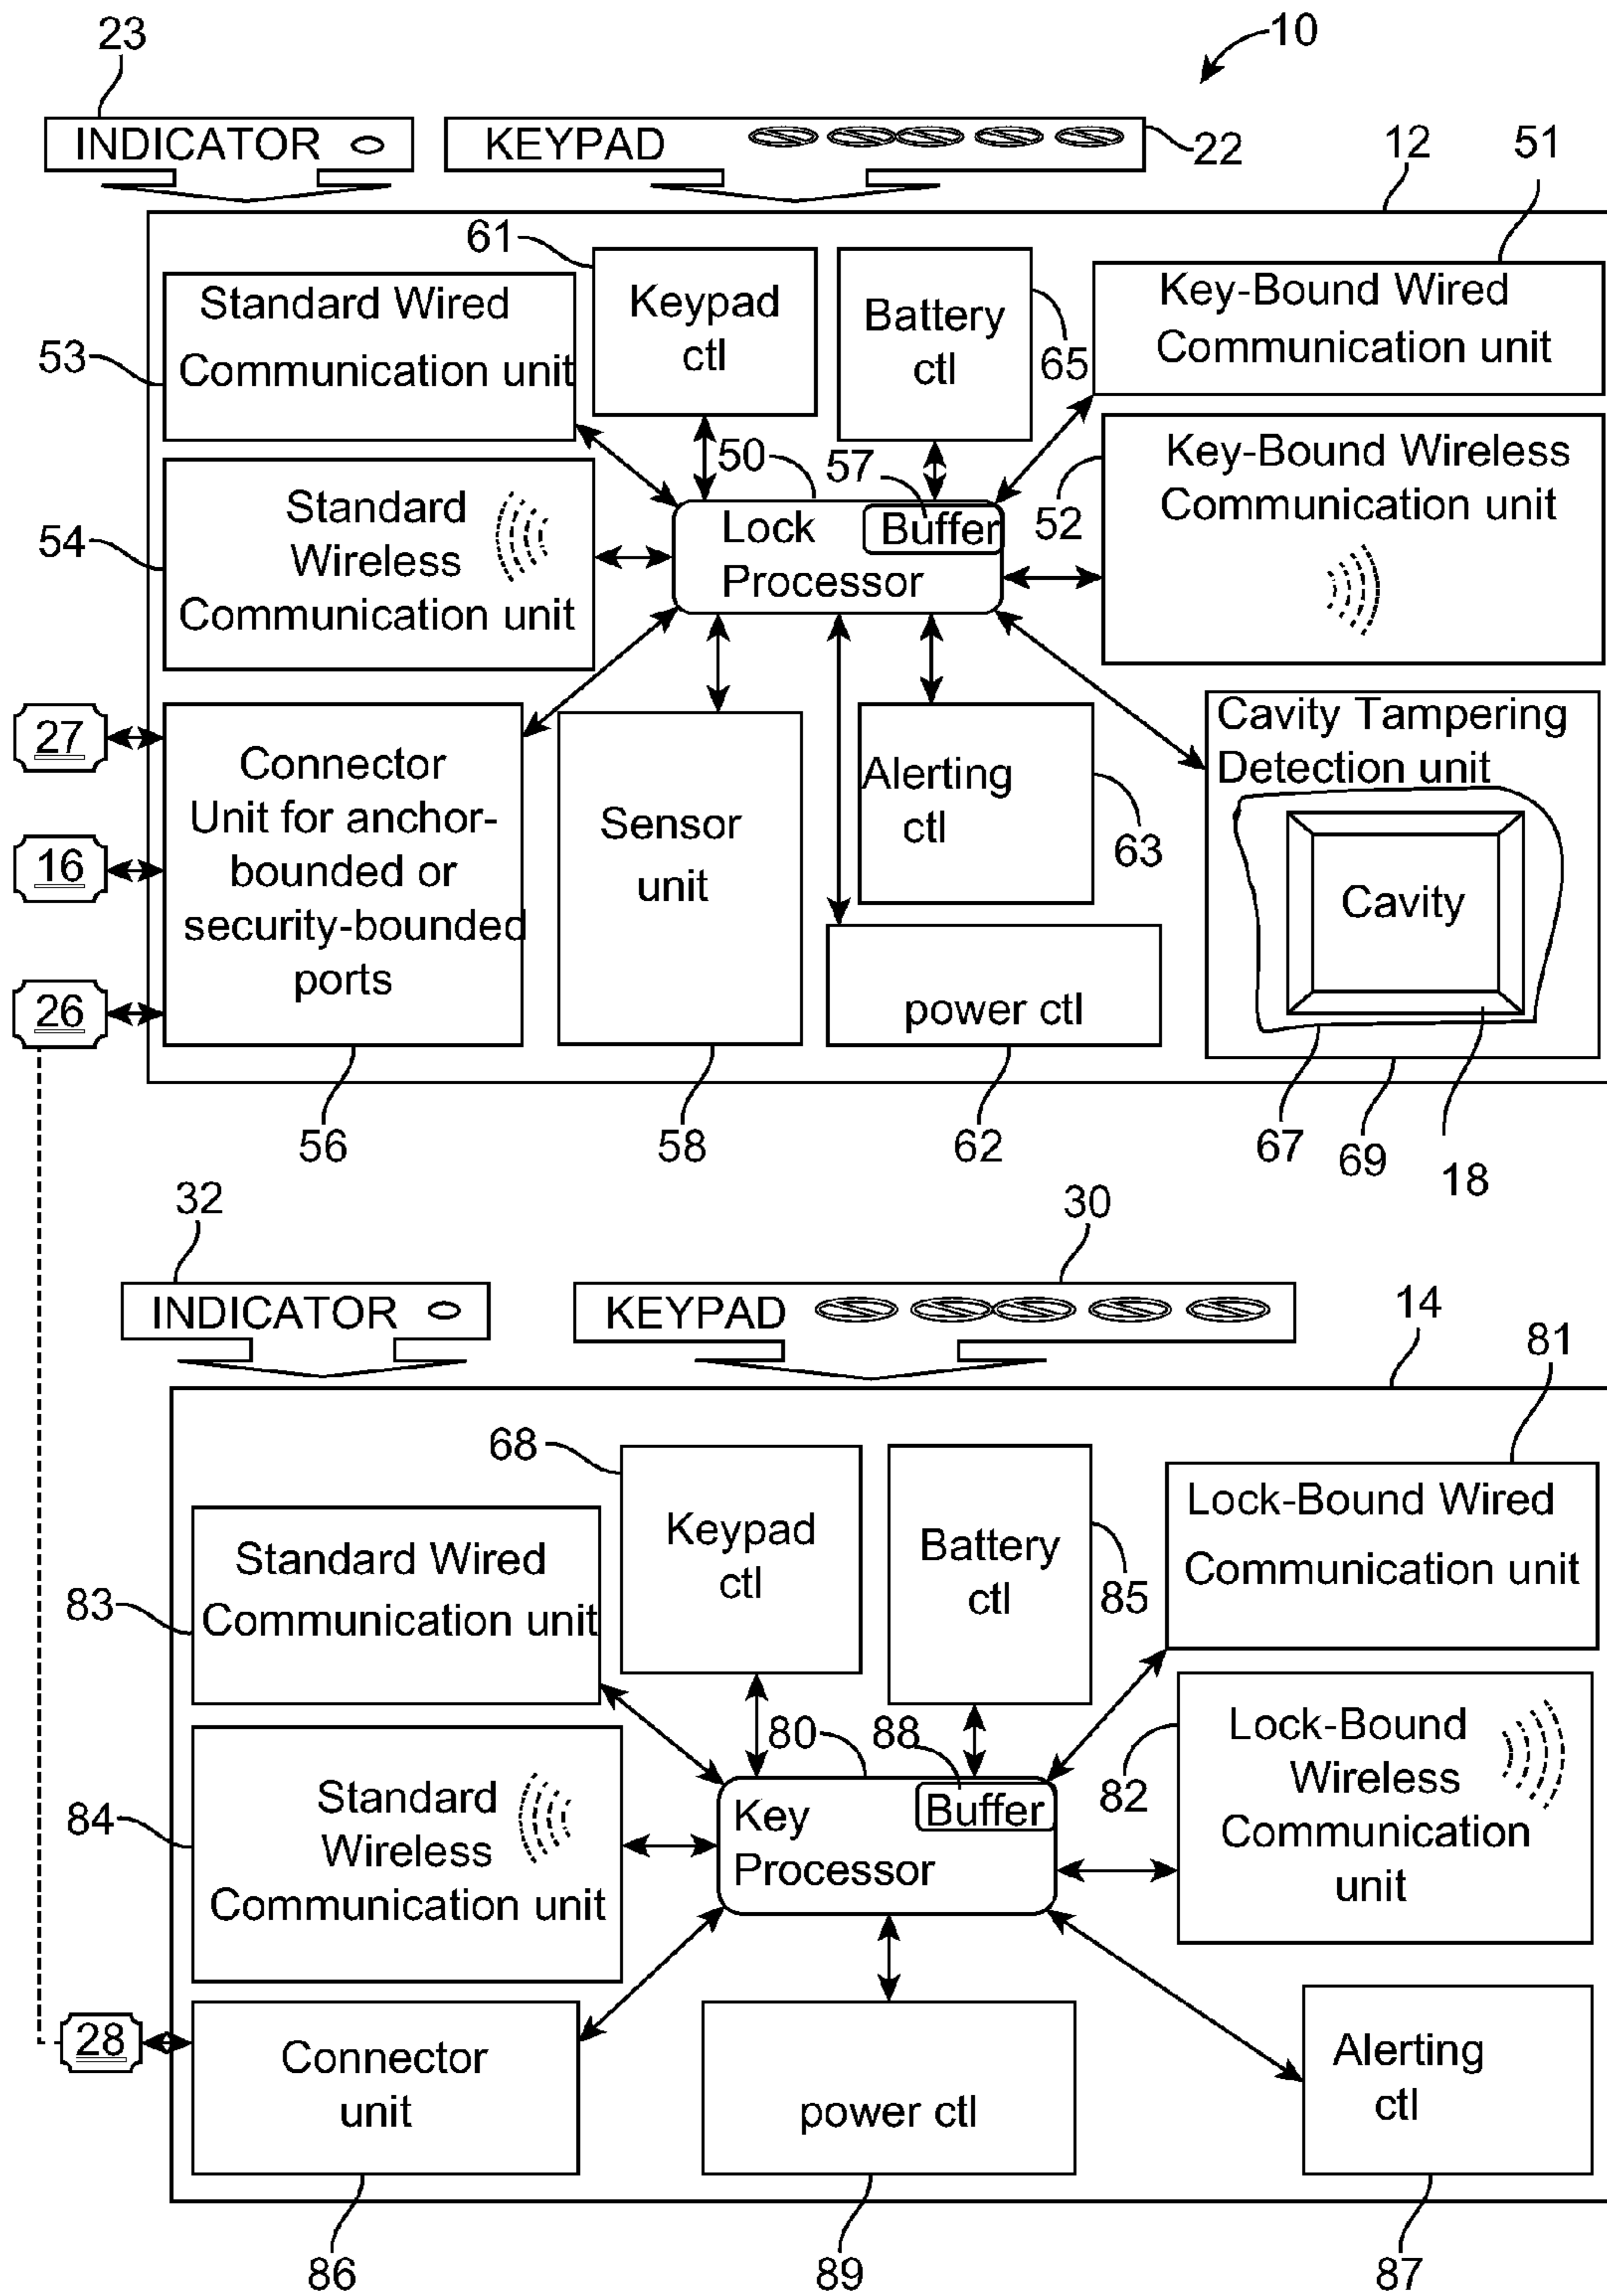 10
23
INDICATOR
KEYPAD
22
12
51
61
Standard Wired
Communication unit
53
Keypad
ctl
Battery
ctl
65
Key-Bound Wired
Communication unit
50
57
Key-Bound Wireless
Communication unit
52
Standard
Wireless
Communication unit
54
Lock
Processor
Buffer
27
16
26
Connector
Unit for anchor-
bounded or
security-bounded
ports
Sensor
unit
Alerting
ctl
63
power ctl
Cavity Tampering
Detection unit
Cavity
56
58
62
67
69
18
32
30
INDICATOR
KEYPAD
14
81
68
Standard Wired
Communication unit
83
Keypad
ctl
Battery
ctl
85
Lock-Bound Wired
Communication unit
80
88
82
Lock-Bound
Wireless
Communication
unit
84
Standard
Wireless
Communication unit
Key
Processor
Buffer
28
Connector
unit
power ctl
Alerting
ctl
86
89
87